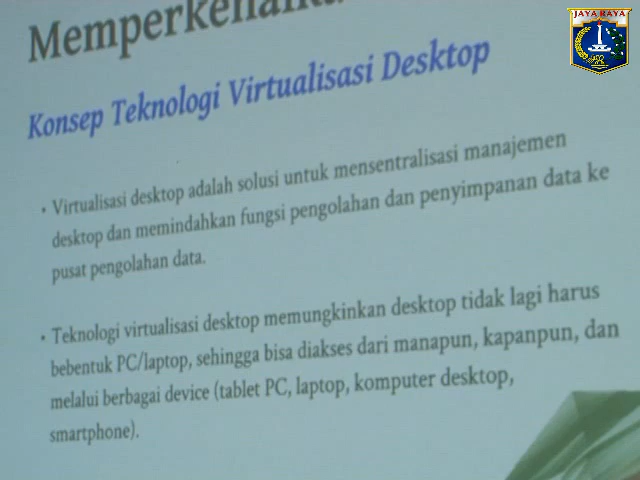 JAYA RAYA
Konsep Teknologi Virtualisasi Desktop
• Virtualisasi desktop adalah solusi untuk mensentralisasi manajemen
desktop dan memindahkan fungsi pengolahan dan penyimpanan data ke
pusat pengolahan data.
• Teknologi virtualisasi desktop memungkinkan desktop tidak lagi harus
bebentuk PC/laptop, sehingga bisa diakses dari manapun, kapanpun, dan
melalui berbagai device (tablet PC, laptop, komputer desktop,
smartphone).